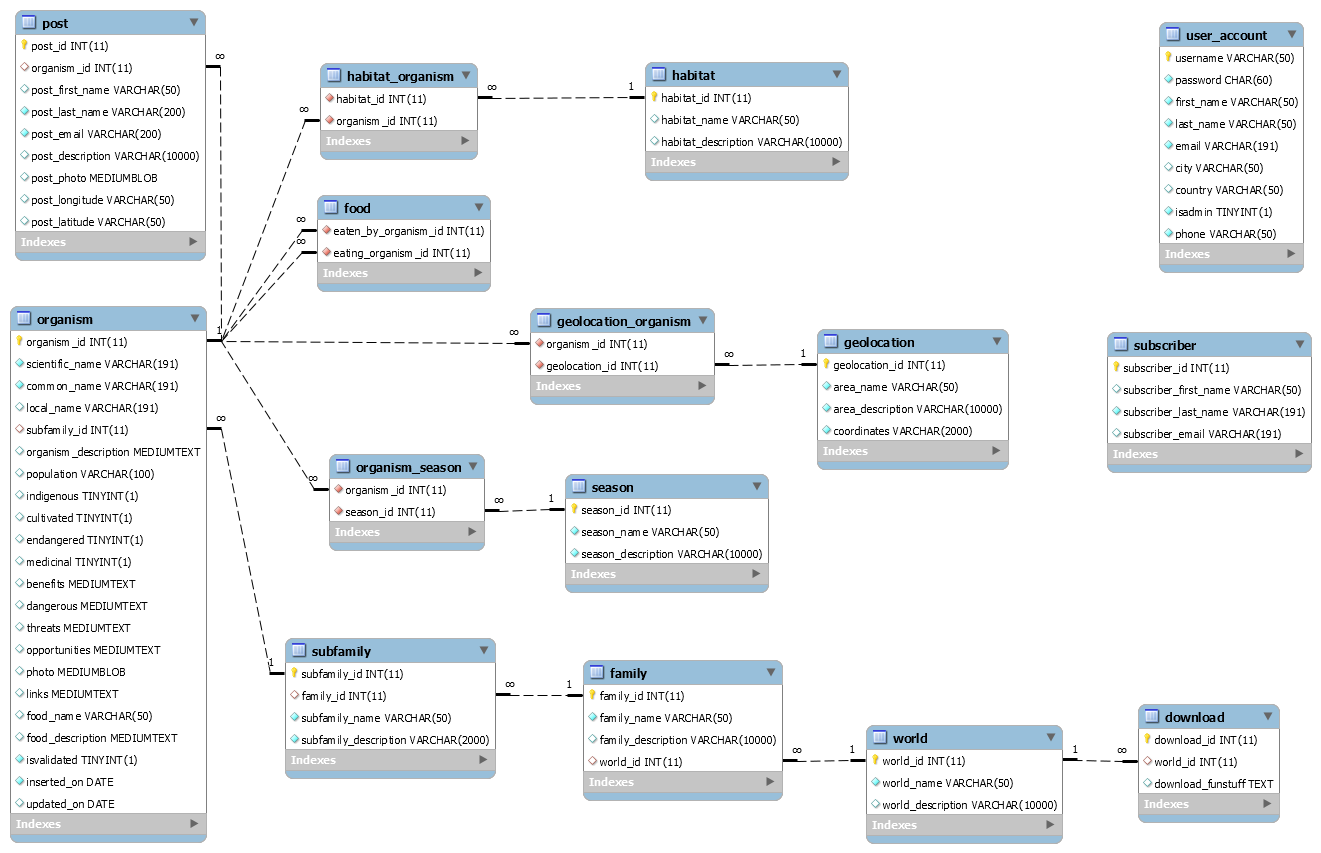 post
post_id INT(11)
organism_id INT(11)
post_first_name VARCHAR(50)
post_last_name VARCHAR(200)
post_email VARCHAR(200)
post_description VARCHAR(10000)
post_photo MEDIUMBLOB
post_longitude VARCHAR(50)
post_latitude VARCHAR(50)
Indexes
∞
habitat_organism
habitat_id INT(11)
organism_id INT(11)
Indexes
∞
∞
1
habitat
habitat_id INT(11)
habitat_name VARCHAR(50)
habitat_description VARCHAR(10000)
Indexes
user_account
username VARCHAR(50)
password CHAR(60)
first_name VARCHAR(50)
last_name VARCHAR(50)
email VARCHAR(191)
city VARCHAR(50)
country VARCHAR(50)
isadmin TINYINT(1)
phone VARCHAR(50)
Indexes
food
eaten_by_organism_id INT(11)
eating_organism_id INT(11)
Indexes
∞
∞
organism
organism_id INT(11)
scientific_name VARCHAR(191)
common_name VARCHAR(191)
local_name VARCHAR(191)
subfamily_id INT(11)
organism_description MEDIUMTEXT
population VARCHAR(100)
indigenous TINYINT(1)
cultivated TINYINT(1)
endangered TINYINT(1)
medicinal TINYINT(1)
benefits MEDIUMTEXT
dangerous MEDIUMTEXT
threats MEDIUMTEXT
opportunities MEDIUMTEXT
photo MEDIUMBLOB
links MEDIUMTEXT
food_name VARCHAR(50)
food_description MEDIUMTEXT
isvalidated TINYINT(1)
inserted_on DATE
updated_on DATE
Indexes
1
∞
∞
geolocation_organism
organism_id INT(11)
geolocation_id INT(11)
Indexes
∞
1
geolocation
geolocation_id INT(11)
area_name VARCHAR(50)
area_description VARCHAR(10000)
coordinates VARCHAR(2000)
Indexes
subscriber
subscriber_id INT(11)
subscriber_first_name VARCHAR(50)
subscriber_last_name VARCHAR(191)
subscriber_email VARCHAR(191)
Indexes
∞
organism_season
organism_id INT(11)
season_id INT(11)
Indexes
∞
1
season
season_id INT(11)
season_name VARCHAR(50)
season_description VARCHAR(10000)
Indexes
1
subfamily
subfamily_id INT(11)
family_id INT(11)
subfamily_name VARCHAR(50)
subfamily_description VARCHAR(2000)
Indexes
∞
1
family
family_id INT(11)
family_name VARCHAR(50)
family_description VARCHAR(10000)
world_id INT(11)
Indexes
∞
1
world
world_id INT(11)
world_name VARCHAR(50)
world_description VARCHAR(10000)
Indexes
1
∞
download
download_id INT(11)
world_id INT(11)
download_funstuff TEXT
Indexes